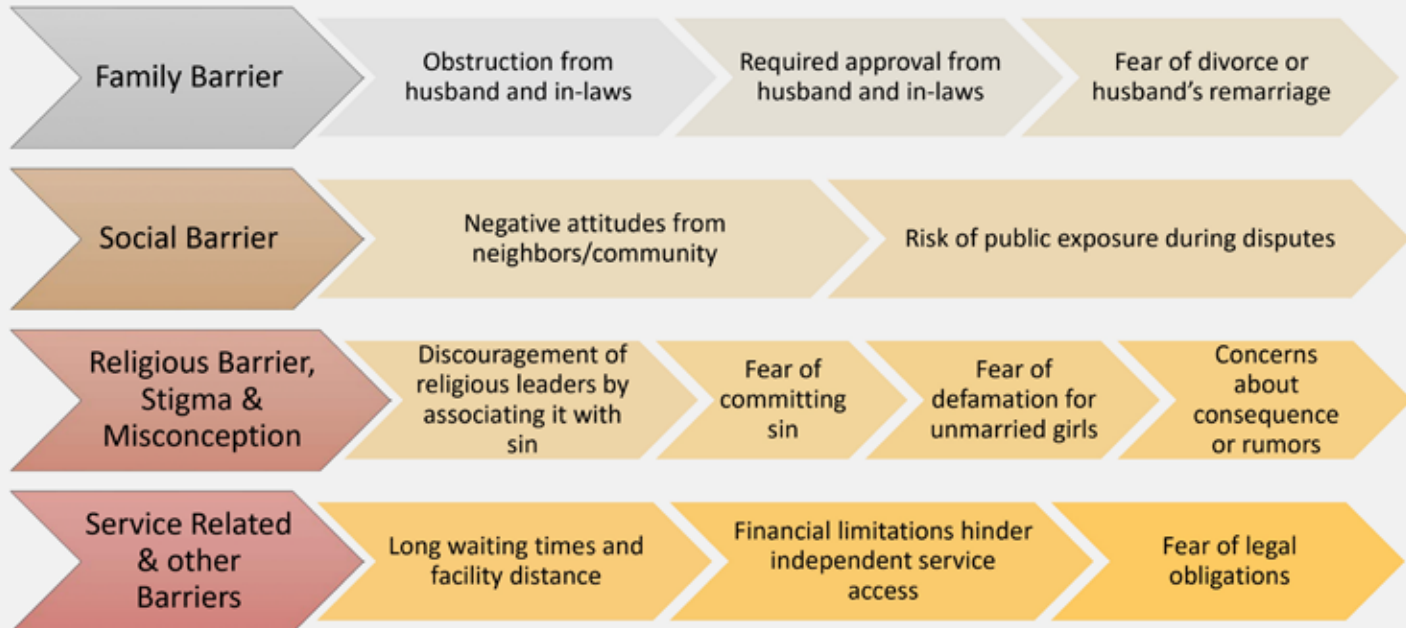 Family Barrier
Obstruction from
husband and in-laws
Required approval from
husband and in-laws
Fear of divorce or
husband’s remarriage
Social Barrier
Negative attitudes from
neighbors/community
Risk of public exposure during disputes
Religious Barrier,
Stigma &
Misconception
Discouragement of
religious leaders by
associating it with
sin
Fear of
committing
sin
Fear of
defamation for
unmarried girls
Concerns
about
consequence
or rumors
Service Related
& other
Barriers
Long waiting times and
facility distance
Financial limitations hinder
independent service
access
Fear of legal
obligations